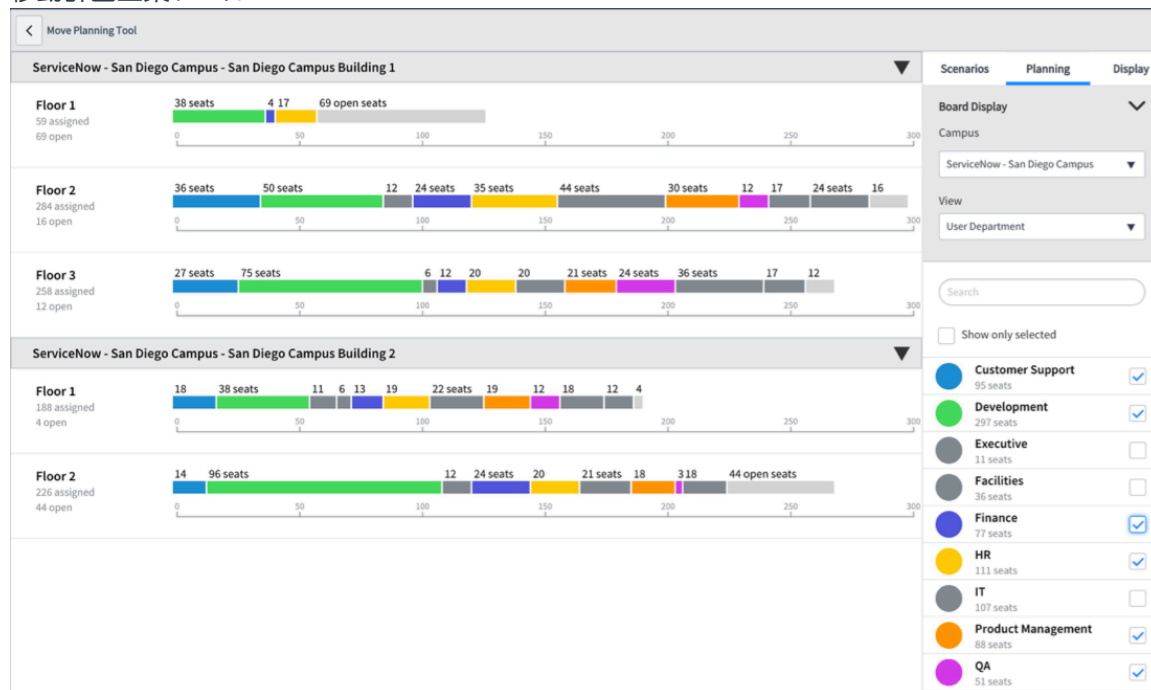 Move Planning Tool
ServiceNow - San Diego Campus - San Diego Campus Building 1
Floor 1
59 assigned
69 open
38 seats 4 17 69 open seats
0 50 100 150 200 250 300
Floor 2
284 assigned
16 open
36 seats 50 seats 12 24 seats 35 seats 44 seats 30 seats 12 17 24 seats 16
0 50 100 150 200 250 300
Floor 3
258 assigned
12 open
27 seats 75 seats 6 12 20 20 21 seats 24 seats 36 seats 17 12
0 50 100 150 200 250 300
ServiceNow - San Diego Campus - San Diego Campus Building 2
Floor 1
188 assigned
4 open
18 38 seats 11 6 13 19 22 seats 19 12 18 12 4
0 50 100 150 200 250 300
Floor 2
226 assigned
44 open
14 96 seats 12 24 seats 20 21 seats 18 3 18 44 open seats
0 50 100 150 200 250 300
Scenarios Planning Display
Board Display
Campus
ServiceNow - San Diego Campus
View
User Department
Search
Show only selected
Customer Support
95 seats
Development
297 seats
Executive
11 seats
Facilities
36 seats
Finance
77 seats
HR
111 seats
IT
107 seats
Product Management
88 seats
QA
51 seats